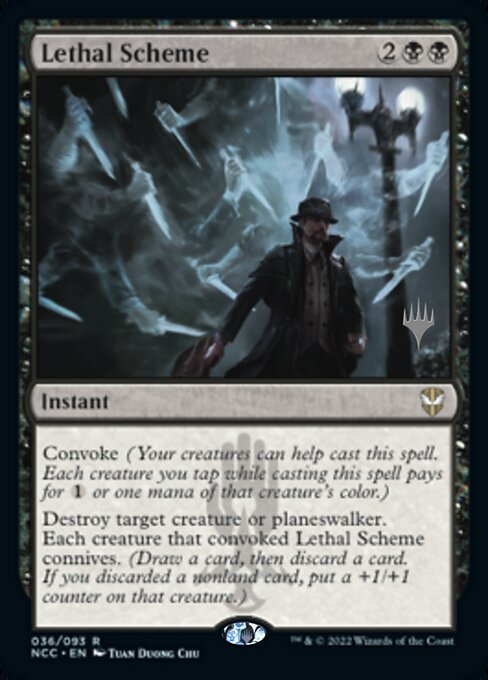 Lethal Scheme 2
Instant
Convoke (Your creatures can help cast this spell.
Each creature you tap while casting this spell pays
for 1 or one mana of that creature's color.)
Destroy target creature or planeswalker.
Each creature that convoked Lethal Scheme
connives. (Draw a card, then discard a card.
If you discarded a nonland card, put a +1/+1
counter on that creature.)
036/093 R
NCC • EN Tuan Duong Chu
™ & © 2022 Wizards of the Coast